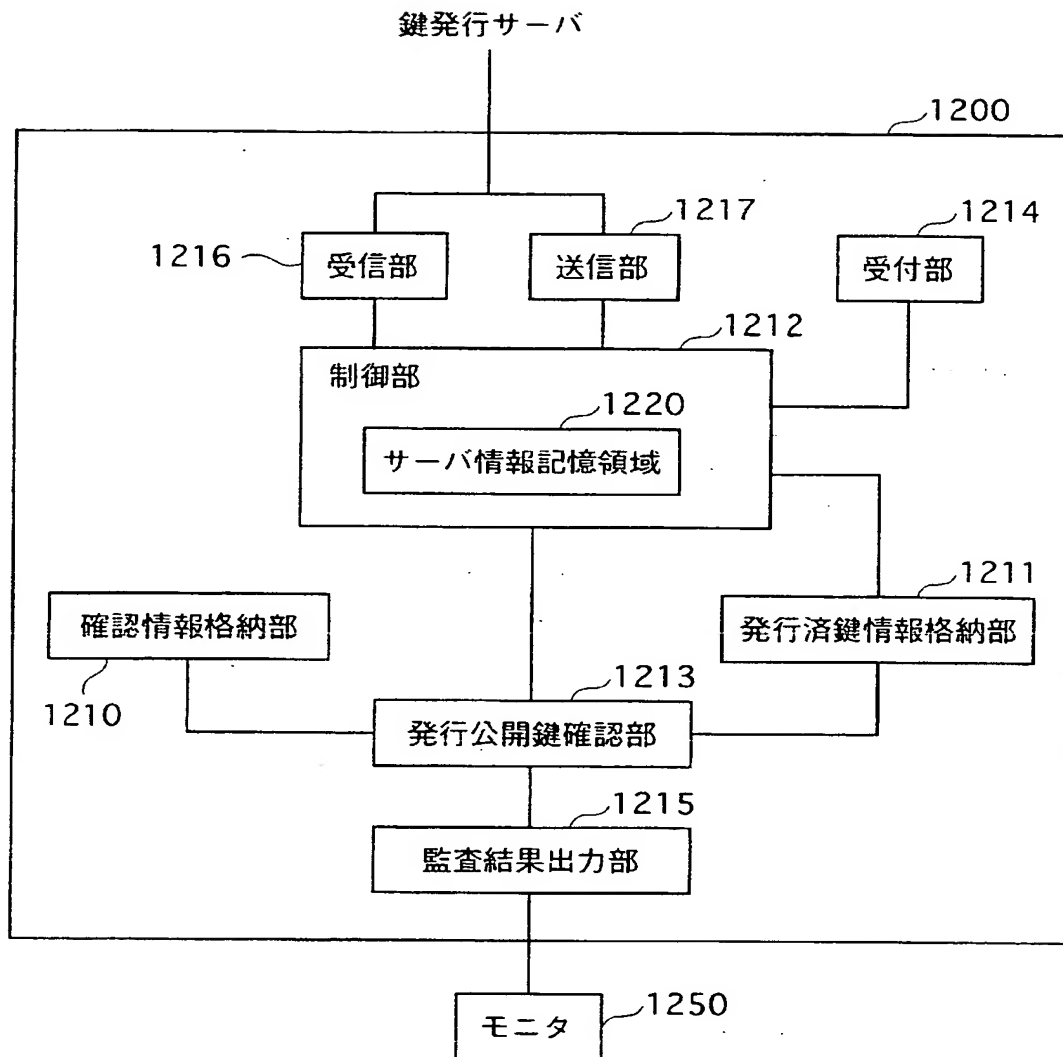 鍵発行サーバ
1200
1217
1214
1216
受信部
送信部
受付部
1212
制御部
1220
サーバ情報記憶領域
1211
確認情報格納部
発行済鍵情報格納部
1213
1210
発行公開鍵確認部
1215
監査結果出力部
1250
モニタ